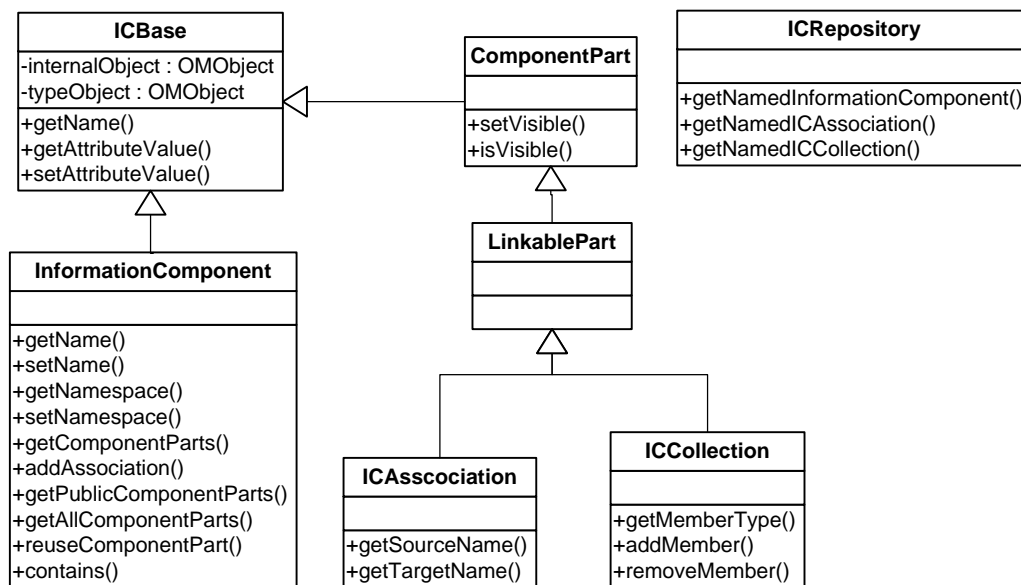 ICBase
-internalObject : OMObject
-typeObject : OMObject
+getName()
+getAttributeValue()
+setAttributeValue()
ComponentPart
+setVisible()
+isVisible()
ICRepository
+getNamedInformationComponent()
+getNamedICAssociation()
+getNamedICCollection()
InformationComponent
+getName()
+setName()
+getNamespace()
+setNamespace()
+getComponentParts()
+addAssociation()
+getPublicComponentParts()
+getAllComponentParts()
+reuseComponentPart()
+contains()
LinkablePart
ICAsscociation
+getSourceName()
+getTargetName()
ICCollection
+getMemberType()
+addMember()
+removeMember()